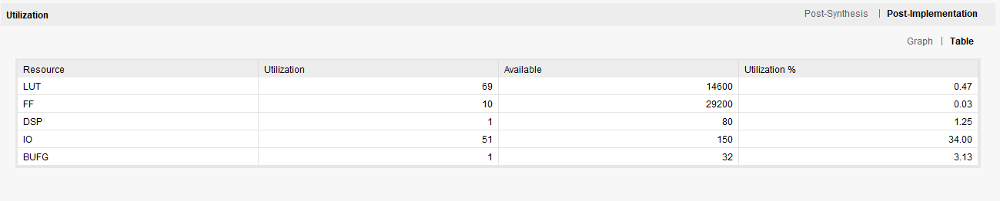 Utilization Post-Synthesis | Post-Implementation
Graph | Table
Resource Utilization Available Utilization %
LUT 69 14600 0.47
FF 10 29200 0.03
DSP 1 80 1.25
IO 51 150 34.00
BUFG 1 32 3.13